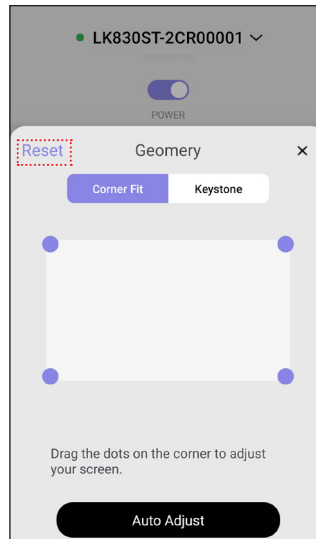 LK830ST-2CR00001
CONNECTED
POWER
Reset
Geomery
Corner Fit
Keystone
Drag the dots on the corner to adjust
your screen.
Auto Adjust